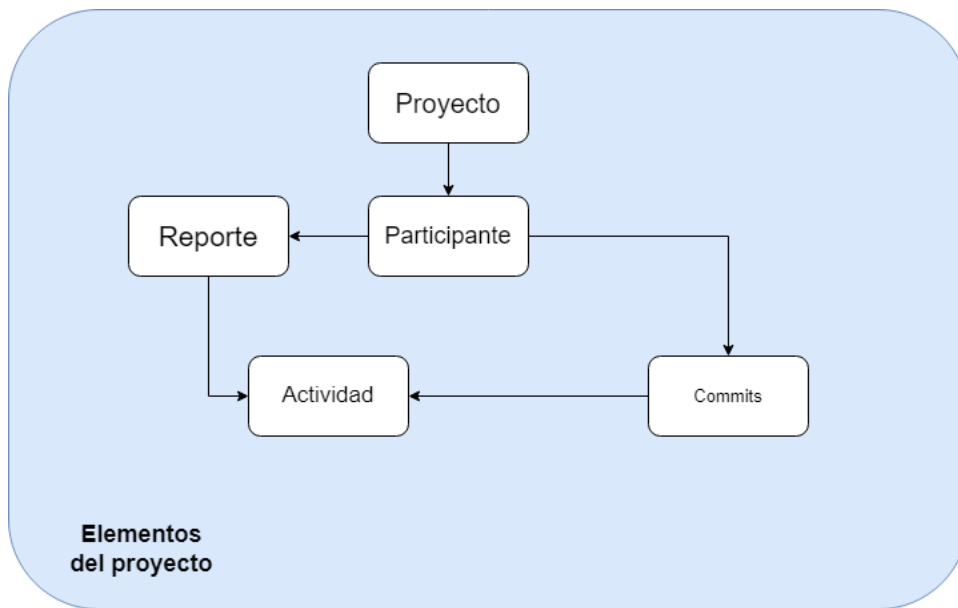 Proyecto
Reporte
Participante
Actividad
Commits
Elementos
del proyecto